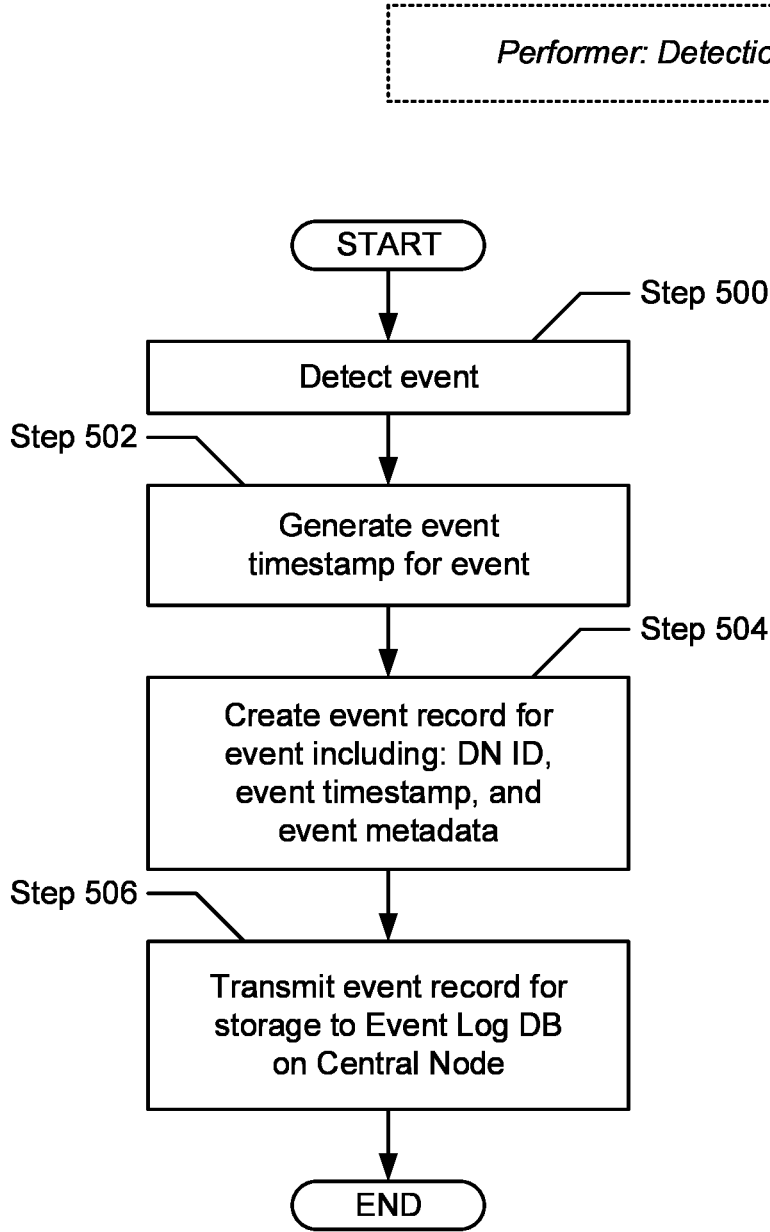 Performer:
START
Step 500
Detect event
Step 502
Generate event
timestamp for event
Step 504
Create event record for
event including: DN ID,
event timestamp, and
event metadata
Step 506
Transmit event record for
storage to Event Log DB
on Central Node
END